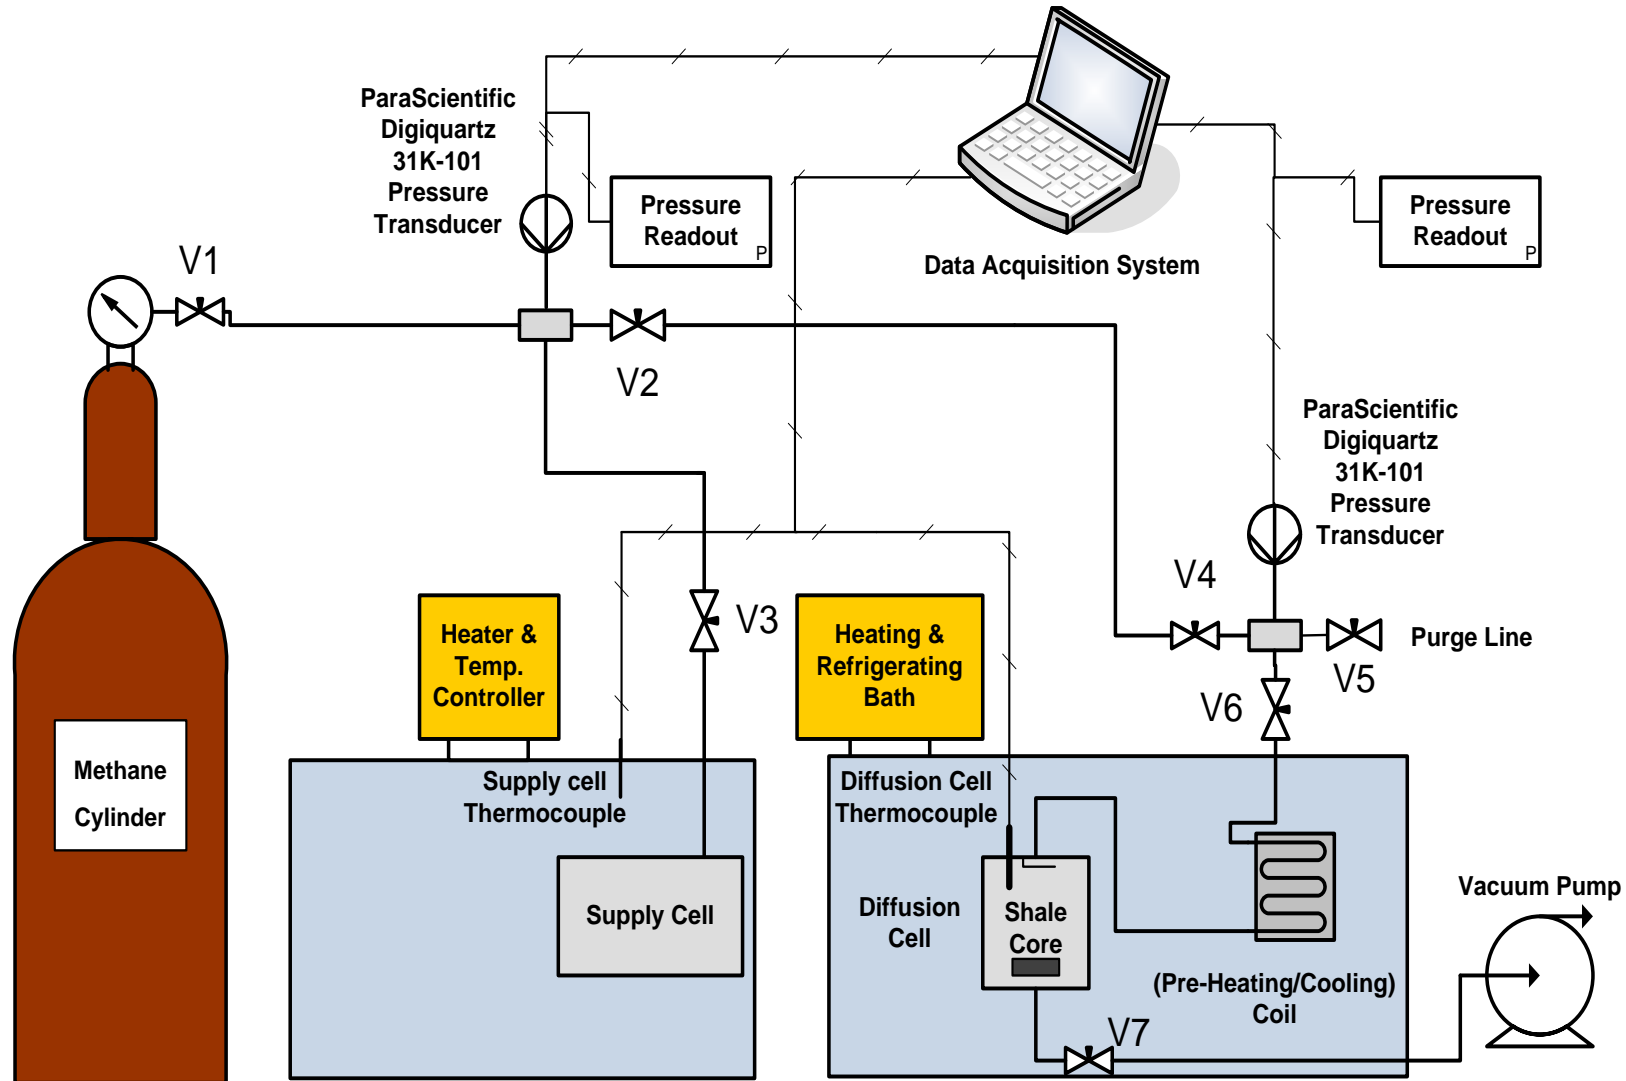 ParaScientific
Digiquartz
31K-101
Pressure
Transducer
V1
Pressure
Readout
P
Data Acquisition System
Pressure
Readout
P
V2
ParaScientific
Digiquartz
31K-101
Pressure
Transducer
V4
V3
Heater &
Temp.
Controller
Heating &
Refrigerating
Bath
Purge Line
V5
V6
Methane
Cylinder
Supply cell
Thermocouple
Diffusion Cell
Thermocouple
Supply Cell
Diffusion
Cell
Shale
Core
Vacuum Pump
(Pre-Heating/Cooling)
Coil
V7